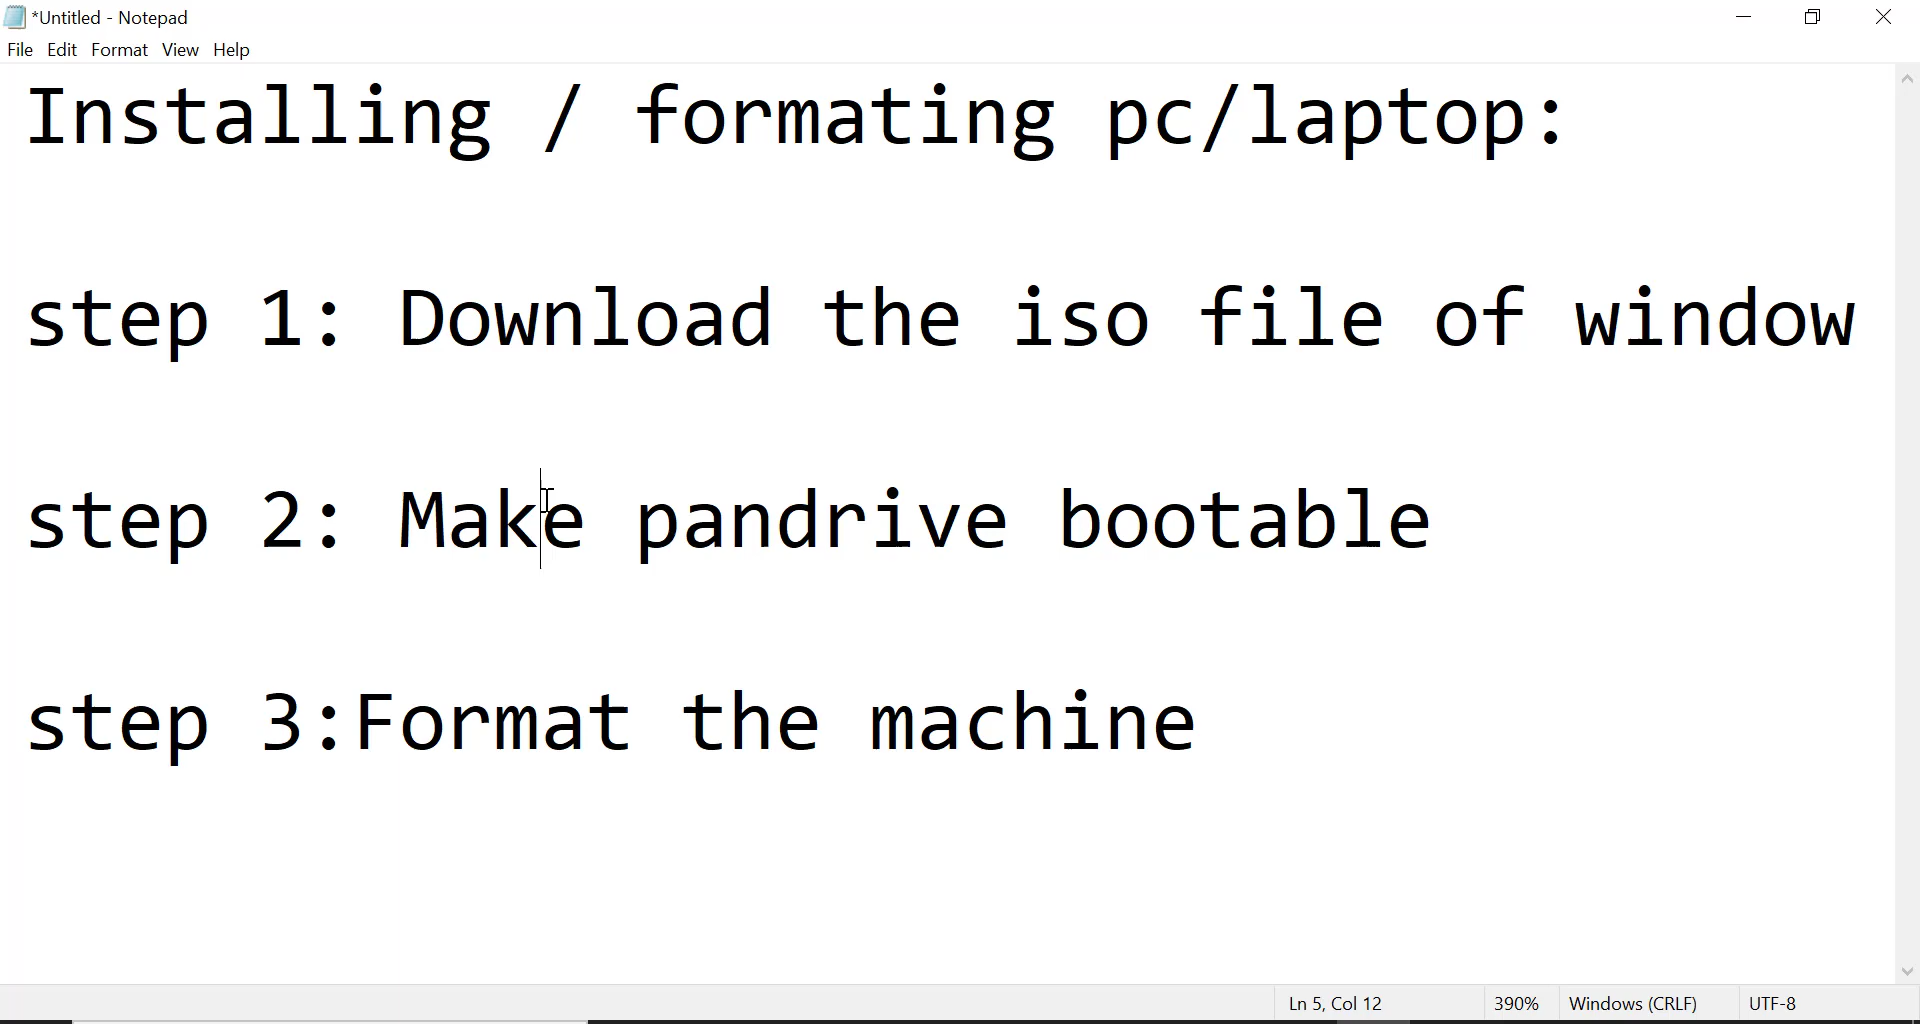 *Untitled - Notepad
File Edit Format View Help
Installing / formating pc/laptop:
step 1: Download the iso file of window
step 2: Make pandrive bootable
step 3:Format the machine
Ln 5, Col 12 390% Windows (CRLF) UTF-8